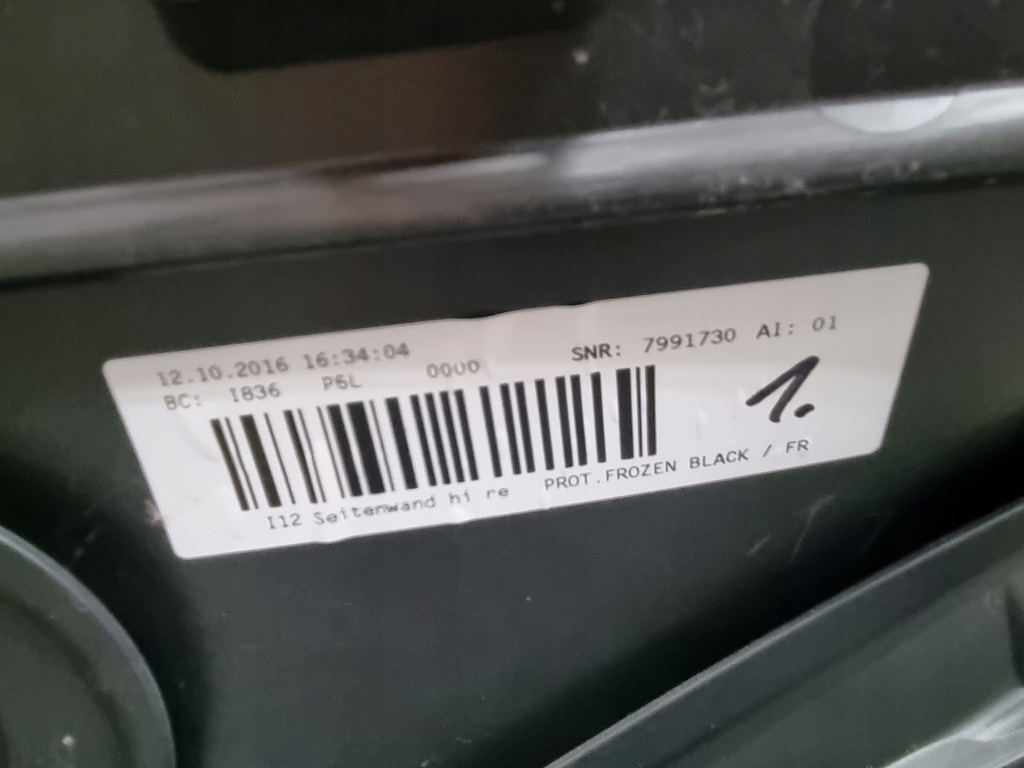 12.10.2016 16:34:04
BC: I836 P5L 0000 SNR: 7991730 AI: 01
1.
I12 Seitenwand hi re PROT.FROZEN BLACK / FR